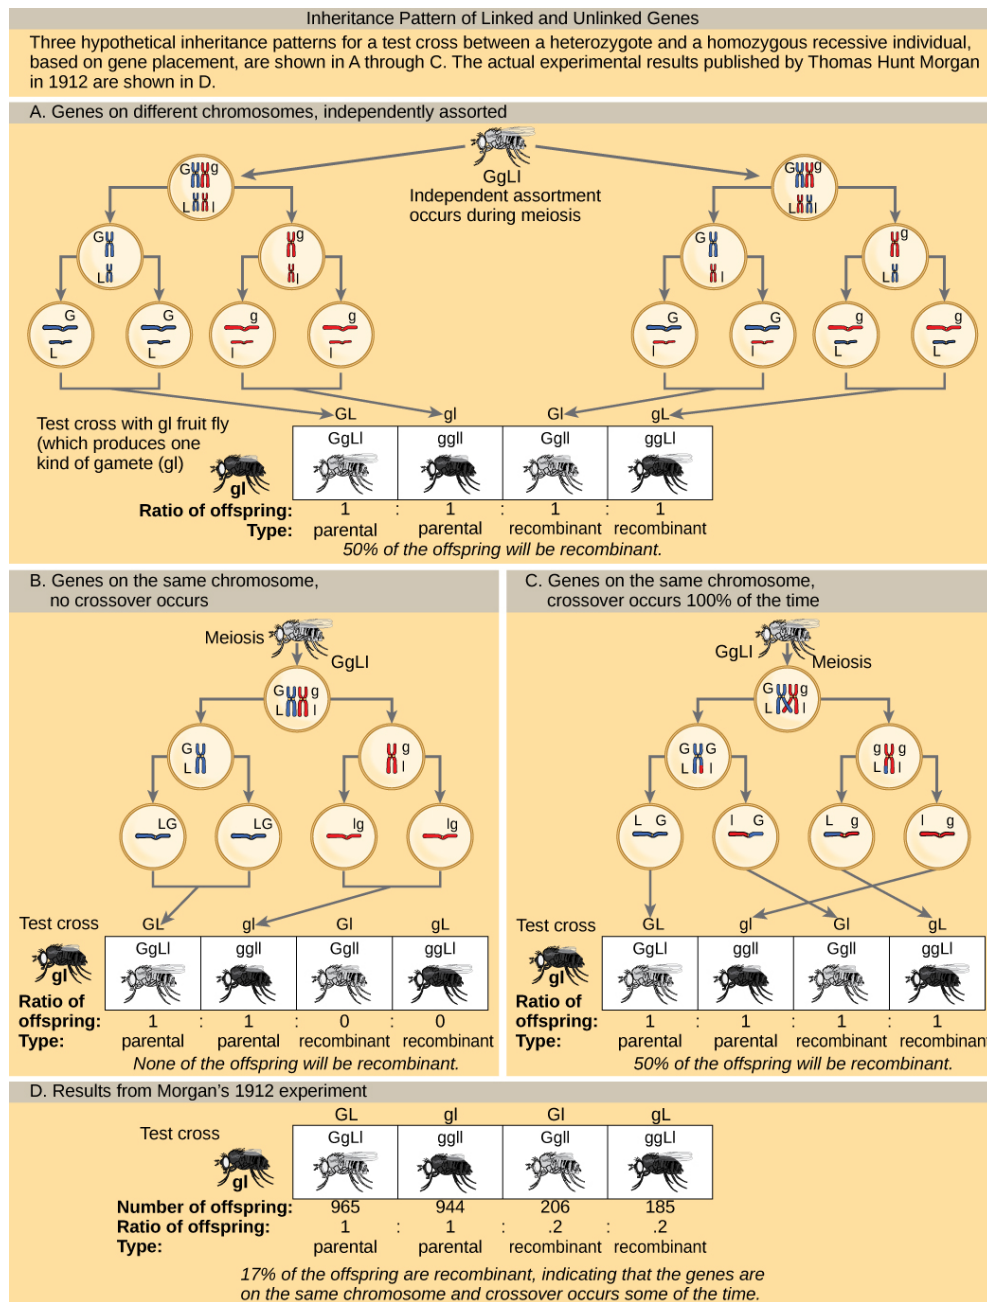 Inheritance Pattern of Linked and Unlinked Genes
Three hypothetical inheritance patterns for a test cross between a heterozygote and a homozygous recessive individual,
based on gene placement, are shown in A through C. The actual experimental results published by Thomas Hunt Morgan
in 1912 are shown in D.
A. Genes on different chromosomes, independently assorted
GgLl
Independent assortment
occurs during meiosis
G g G g
L l L l
G g G g
L l l L
G G g g G G g g
L L l l l l L L
GL gl Gl gL
Test cross with gl fruit fly
(which produces one
kind of gamete (gl)
GgLl ggll Ggll ggLl
gl
Ratio of offspring: 1 : 1 : 1 : 1
Type: parental parental recombinant recombinant
50% of the offspring will be recombinant.
B. Genes on the same chromosome,
no crossover occurs
Meiosis
GgLl
G g
L l
G g
L l
LG LG lg lg
Test cross GL gl Gl gL
GgLl ggll Ggll ggLl
gl
Ratio of
offspring: 1 : 1 : 0 : 0
Type: parental parental recombinant recombinant
None of the offspring will be recombinant.
C. Genes on the same chromosome,
crossover occurs 100% of the time
GgLl
Meiosis
G g
L l
G G g g
L l L l
L G l G L g l g
Test cross GL gl Gl gL
GgLl ggll Ggll ggLl
gl
Ratio of
offspring: 1 : 1 : 1 : 1
Type: parental parental recombinant recombinant
50% of the offspring will be recombinant.
D. Results from Morgan's 1912 experiment
GL gl Gl gL
Test cross
GgLl ggll Ggll ggLl
gl
Number of offspring: 965 944 206 185
Ratio of offspring: 1 : 1 : .2 : .2
Type: parental parental recombinant recombinant
17% of the offspring are recombinant, indicating that the genes are
on the same chromosome and crossover occurs some of the time.